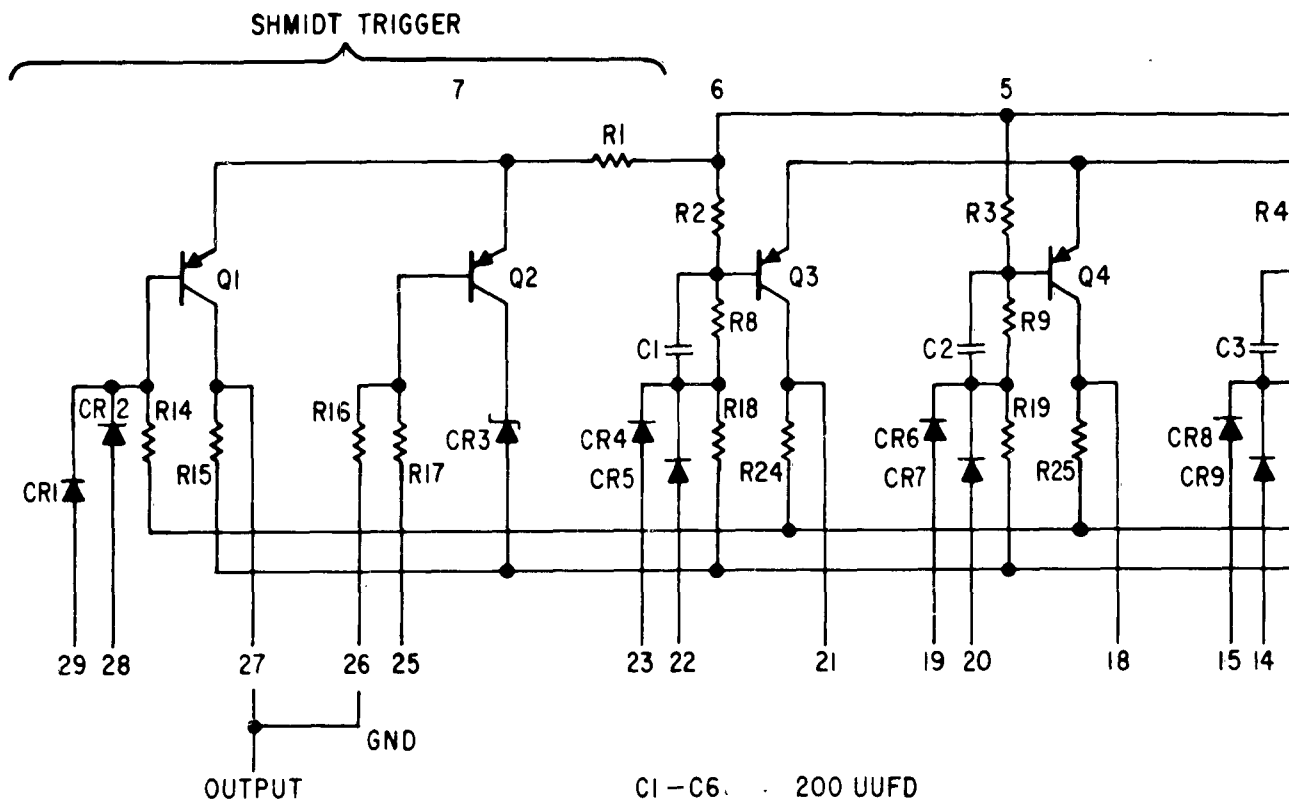 SHMIDT TRIGGER
7 6 5
R1
R2 R3 R4
Q1 Q2 Q3 Q4
R8 R9
C1 C2 C3
CR2 R14 R16 R18 R19
CR3 CR4 CR6 CR8
R15 R17 CR5 R24 CR7 R25 CR9
CR1
29 28 27 26 25 23 22 21 19 20 18 15 14
GND
OUTPUT C1-C6. . 200 UUFD